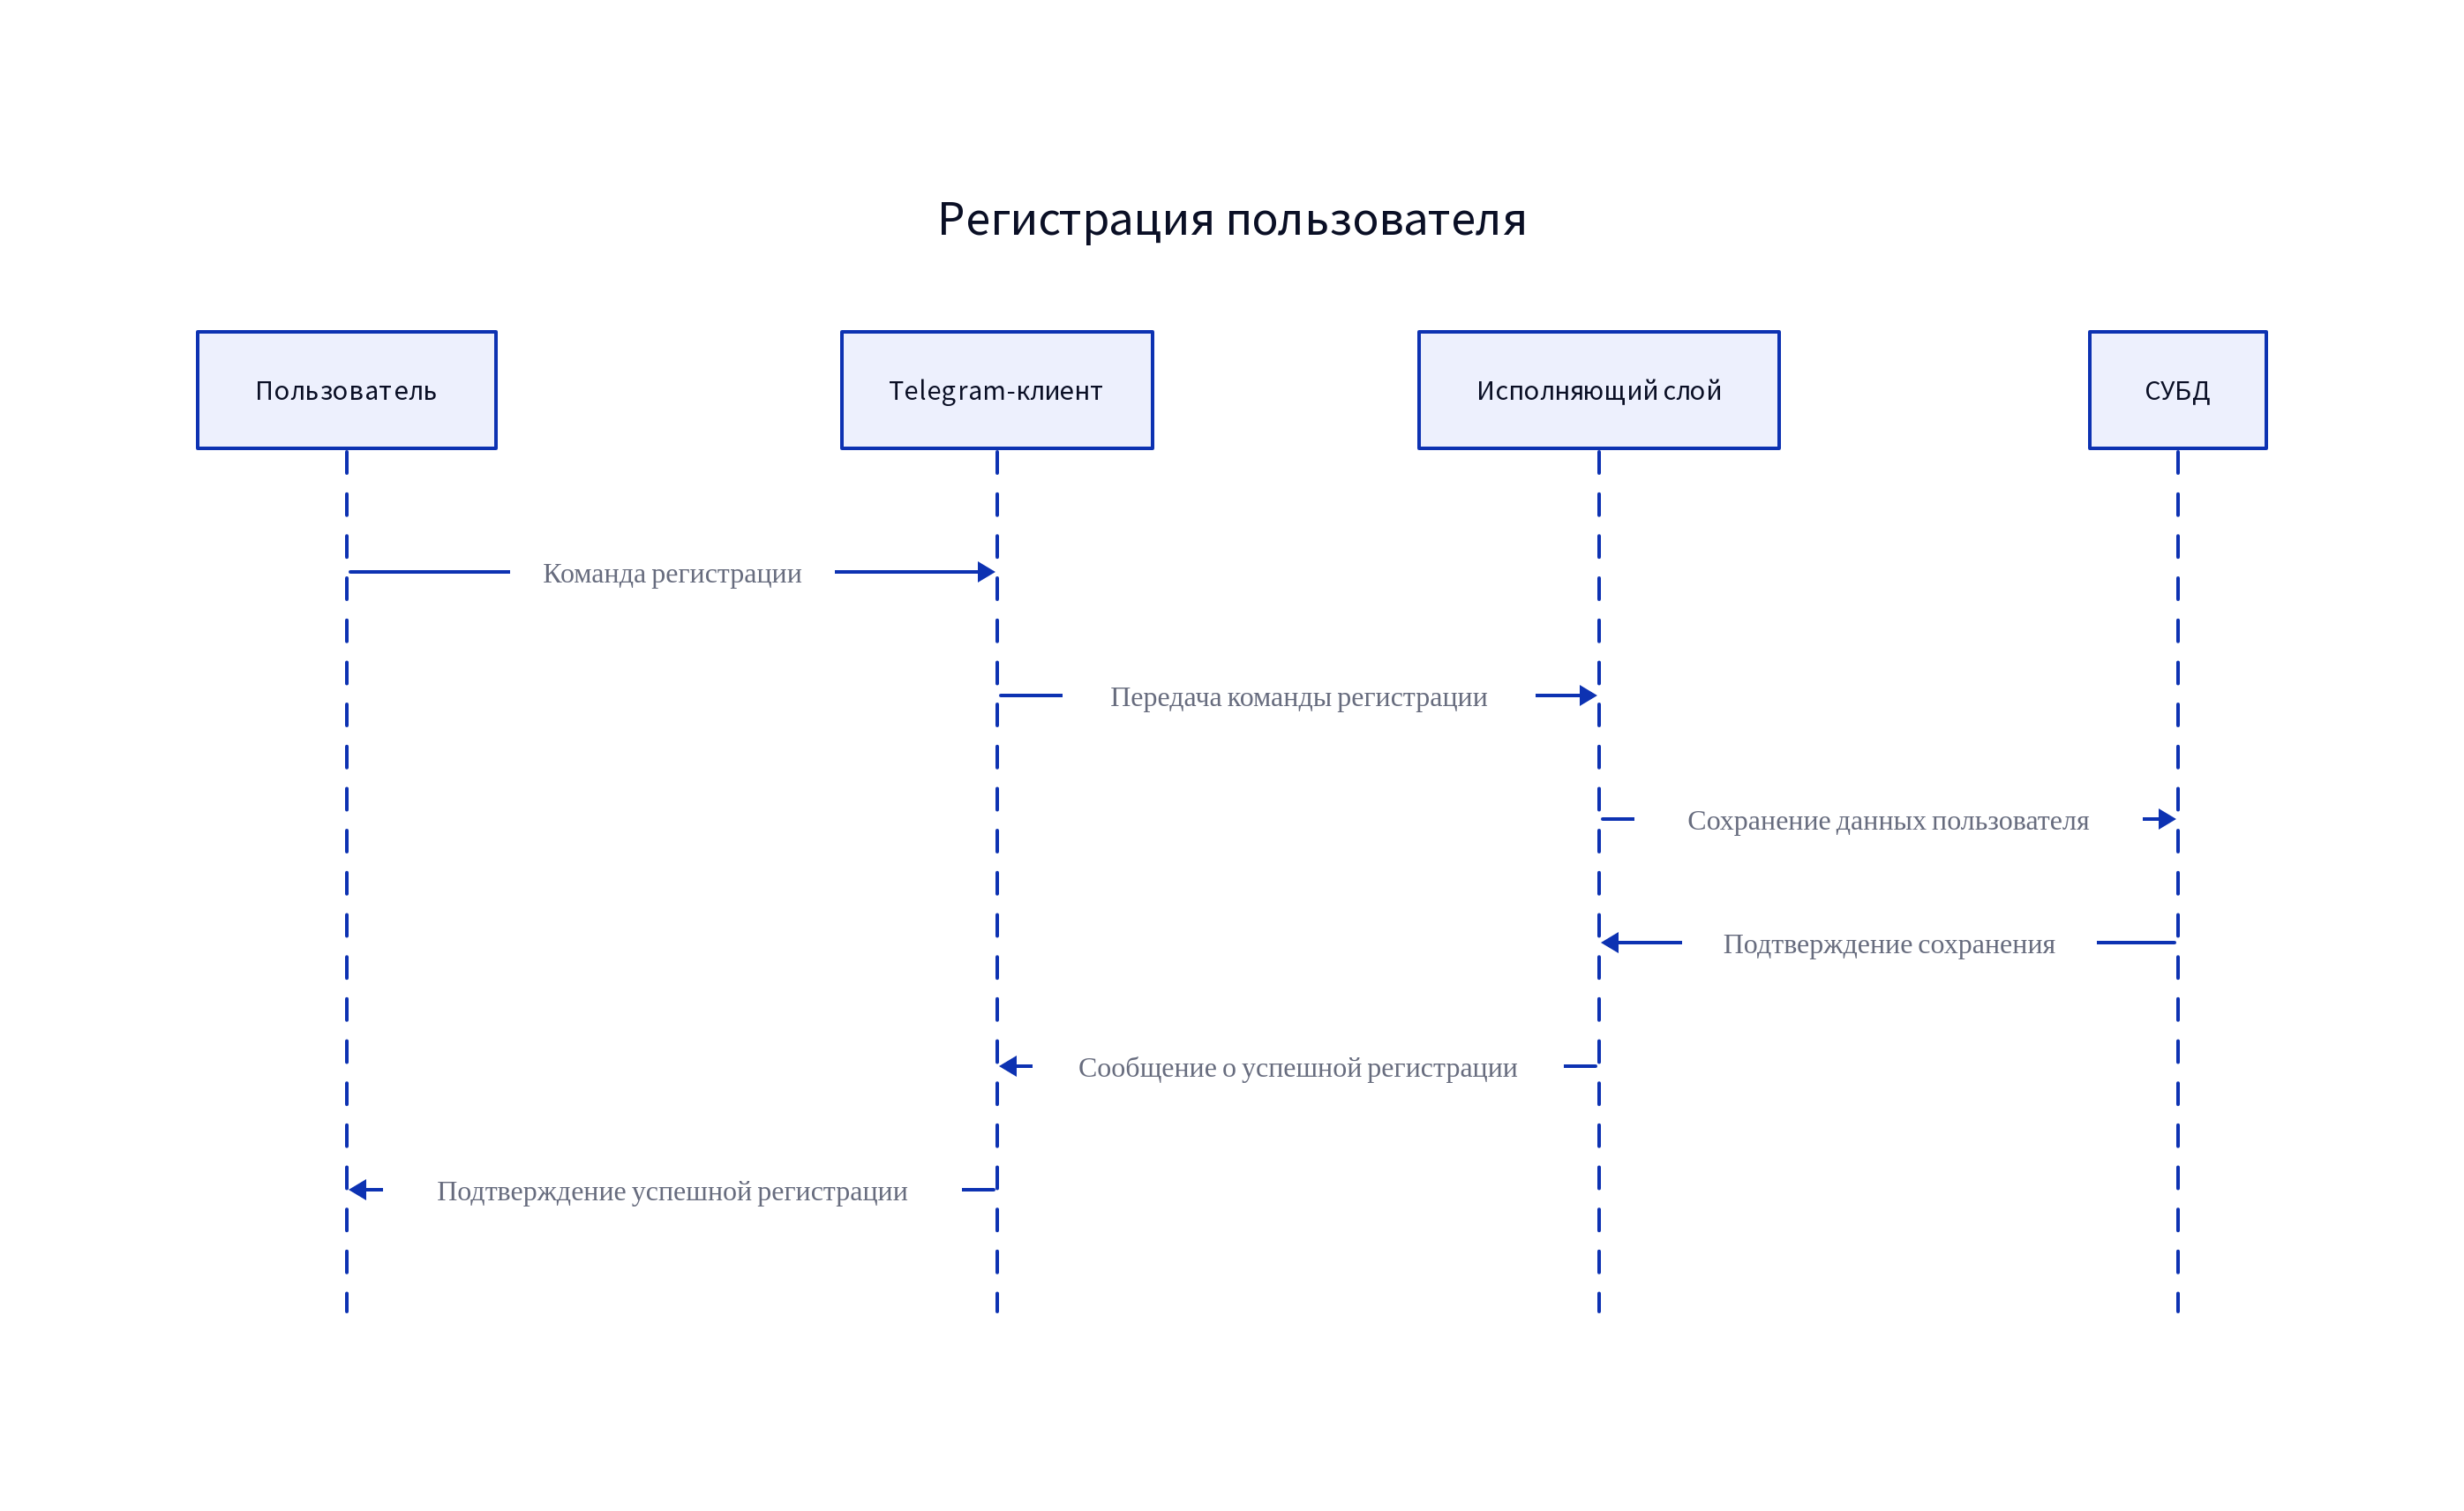 Регистрация пользователя
Пользователь
Telegram-клиент
Исполняющий слой
СУБД
Команда регистрации
Передача команды регистрации
Сохранение данных пользователя
Подтверждение сохранения
Сообщение о успешной регистрации
Подтверждение успешной регистрации